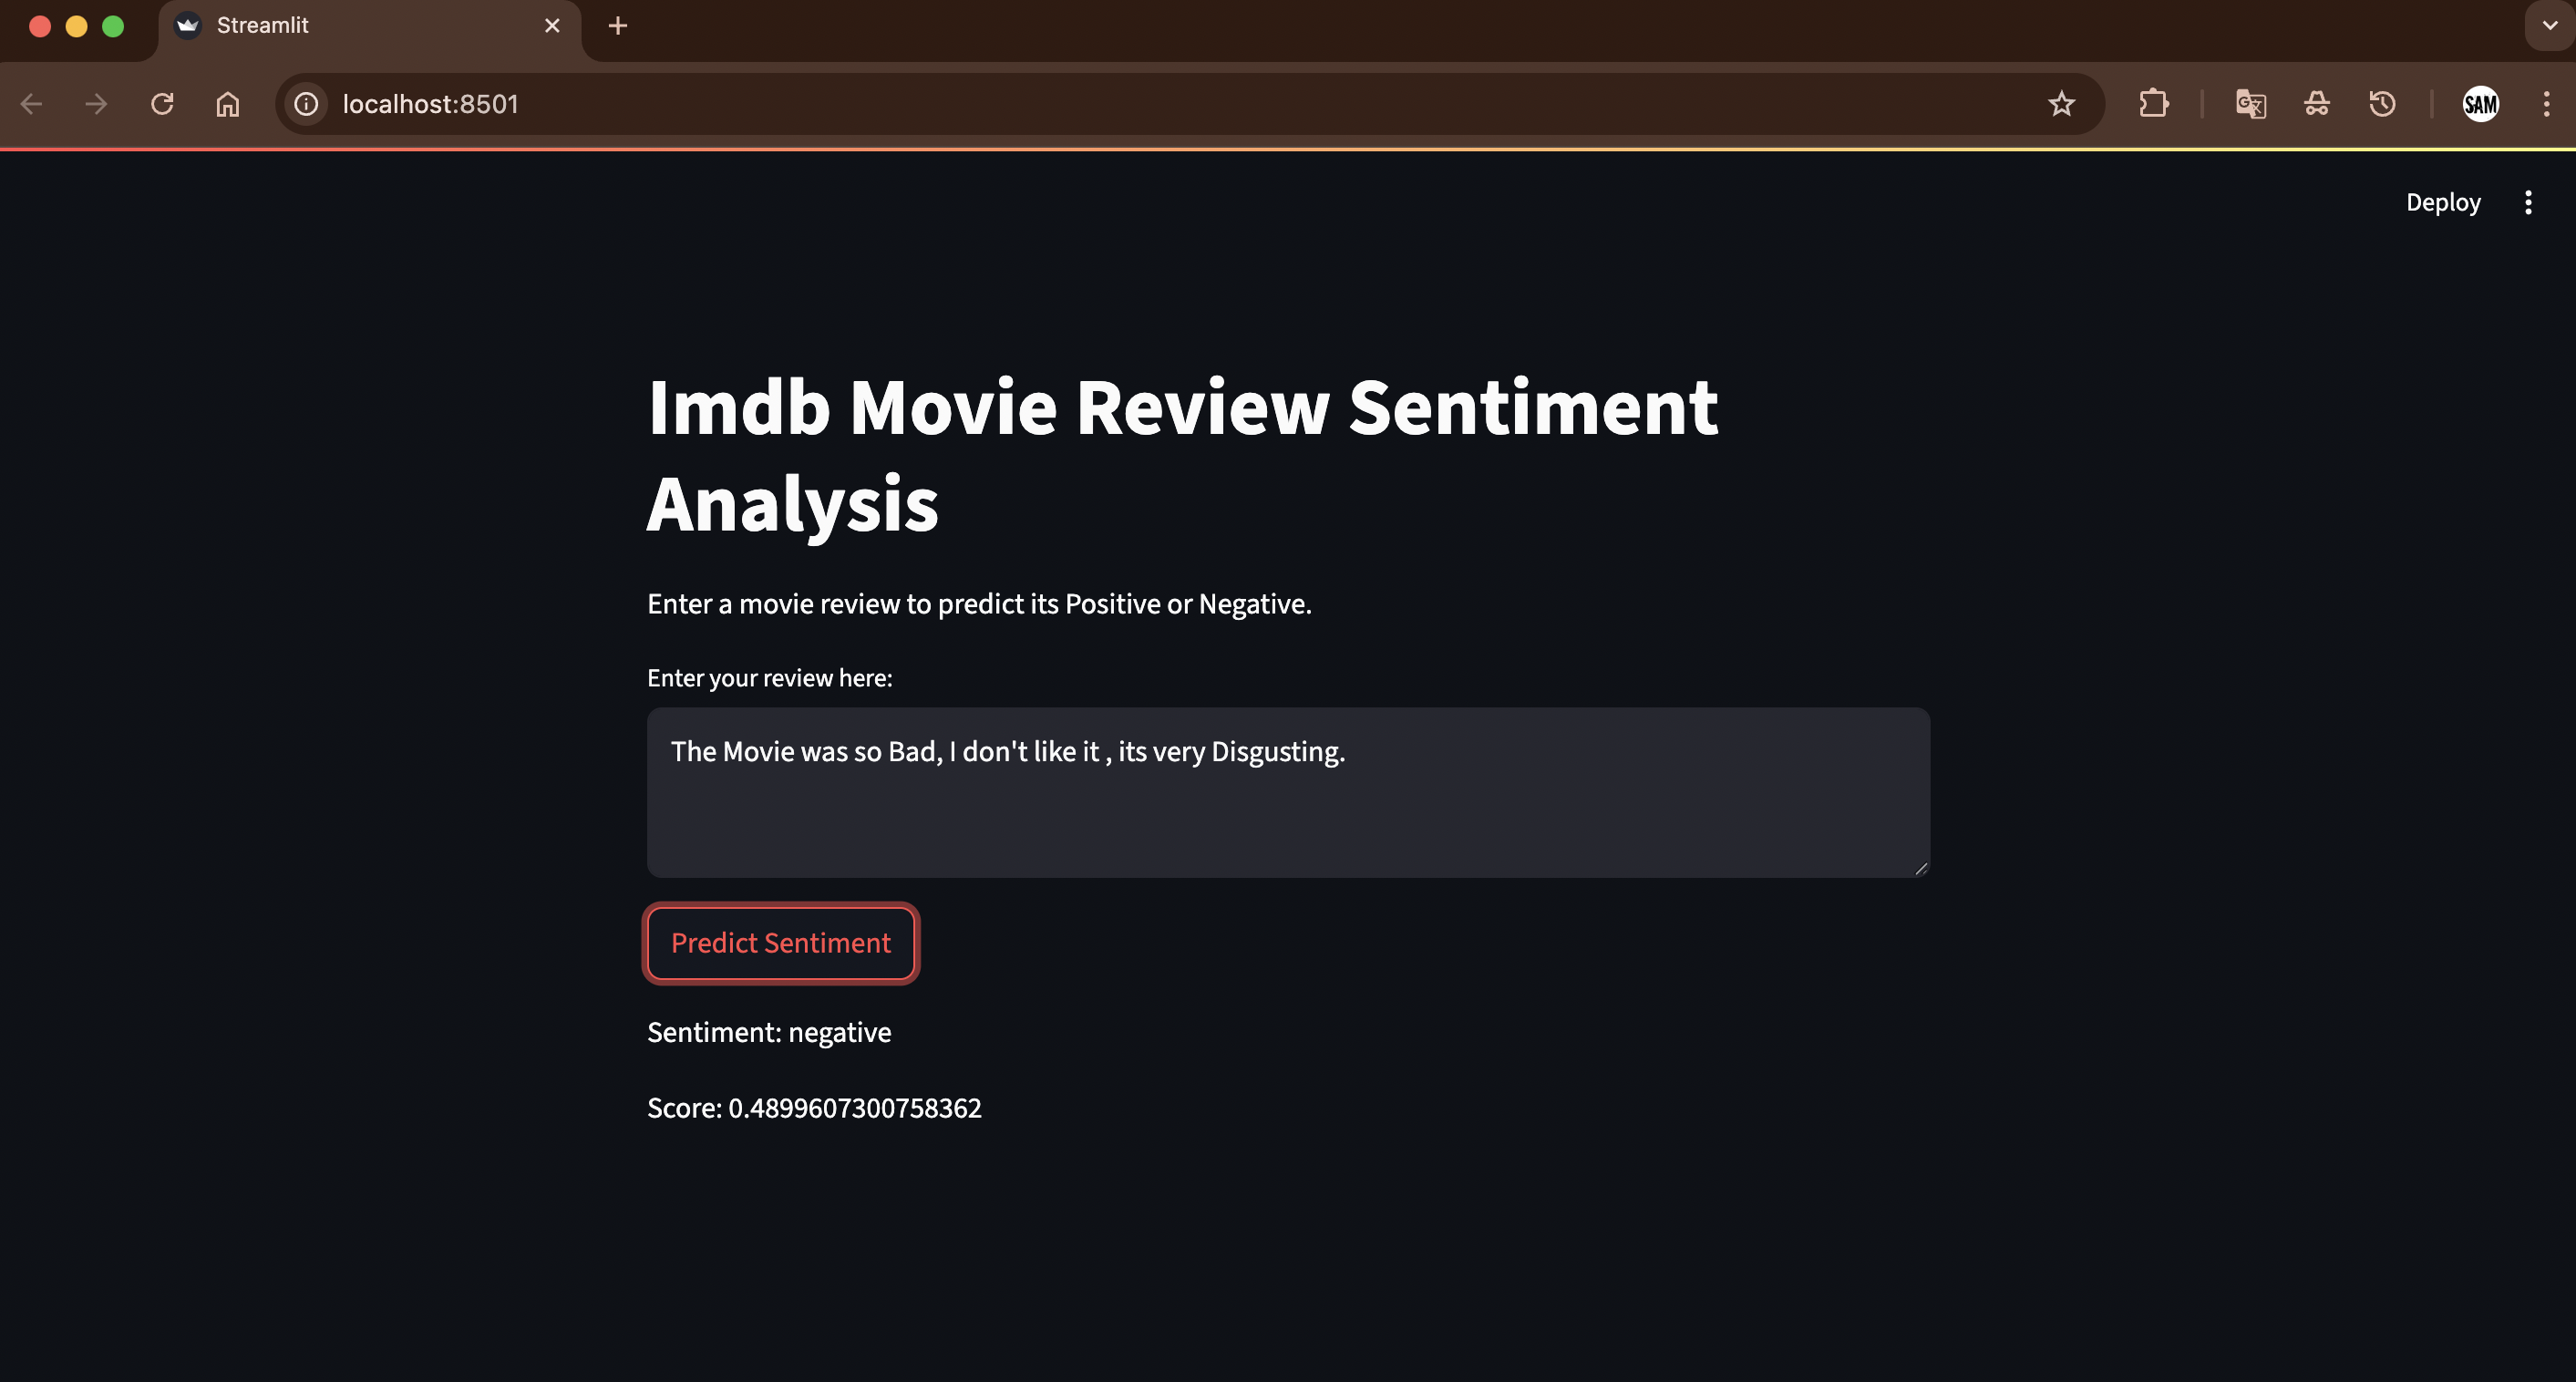 Streamlit
localhost:8501
SAM
Deploy
Imdb Movie Review Sentiment
Analysis
Enter a movie review to predict its Positive or Negative.
Enter your review here:
The Movie was so Bad, I don't like it , its very Disgusting.
Predict Sentiment
Sentiment: negative
Score: 0.4899607300758362